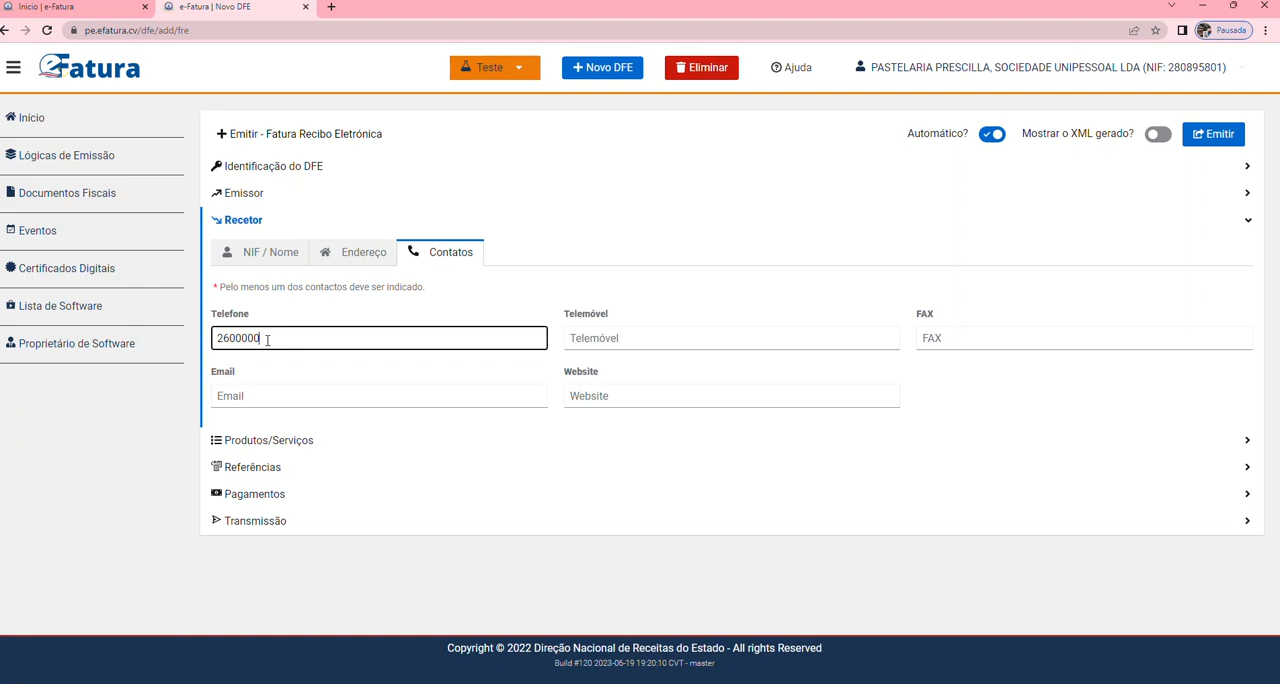 Início | e-Fatura
e-Fatura | Novo DFE
pe.efatura.cv/dfe/add/fre
Pausada
eFatura
Teste
Novo DFE
Eliminar
Ajuda
PASTELARIA PRESCILLA, SOCIEDADE UNIPESSOAL LDA (NIF: 280895801)
Início
Lógicas de Emissão
Documentos Fiscais
Eventos
Certificados Digitais
Lista de Software
Proprietário de Software
Emitir - Fatura Recibo Eletrónica
Automático?
Mostrar o XML gerado?
Emitir
Identificação do DFE
Emissor
Recetor
NIF / Nome
Endereço
Contatos
* Pelo menos um dos contactos deve ser indicado.
Telefone
Telemóvel
FAX
2600000
Telemóvel
FAX
Email
Website
Email
Website
Produtos/Serviços
Referências
Pagamentos
Transmissão
Copyright © 2022 Direção Nacional de Receitas do Estado - All rights Reserved
Build #120 2023-06-19 19:20:10 CVT - master